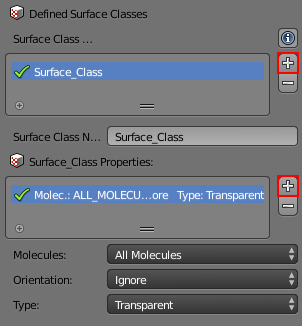 Defined Surface Classes
Surface Class ...
Surface_Class
Surface Class N... Surface_Class
Surface_Class Properties:
Molec.: ALL_MOLECU...ore Type: Transparent
Molecules: All Molecules
Orientation: Ignore
Type: Transparent